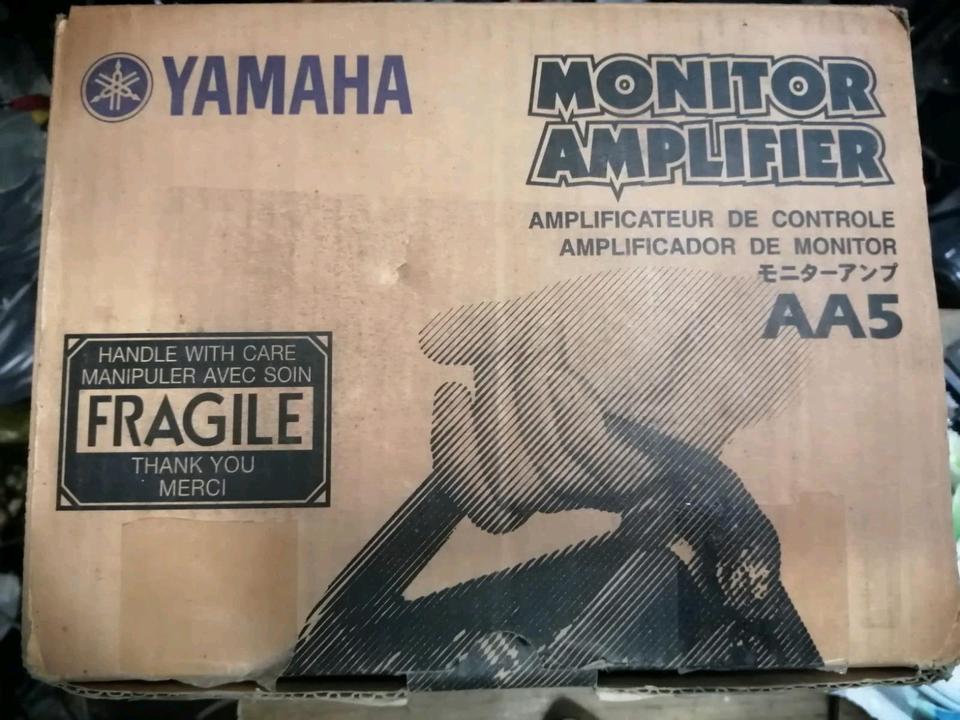 YAMAHA
MONITOR
AMPLIFIER
AMPLIFICATEUR DE CONTROLE
AMPLIFICADOR DE MONITOR
モニターアンプ
AA5
HANDLE WITH CARE
MANIPULER AVEC SOIN
FRAGILE
THANK YOU
MERCI